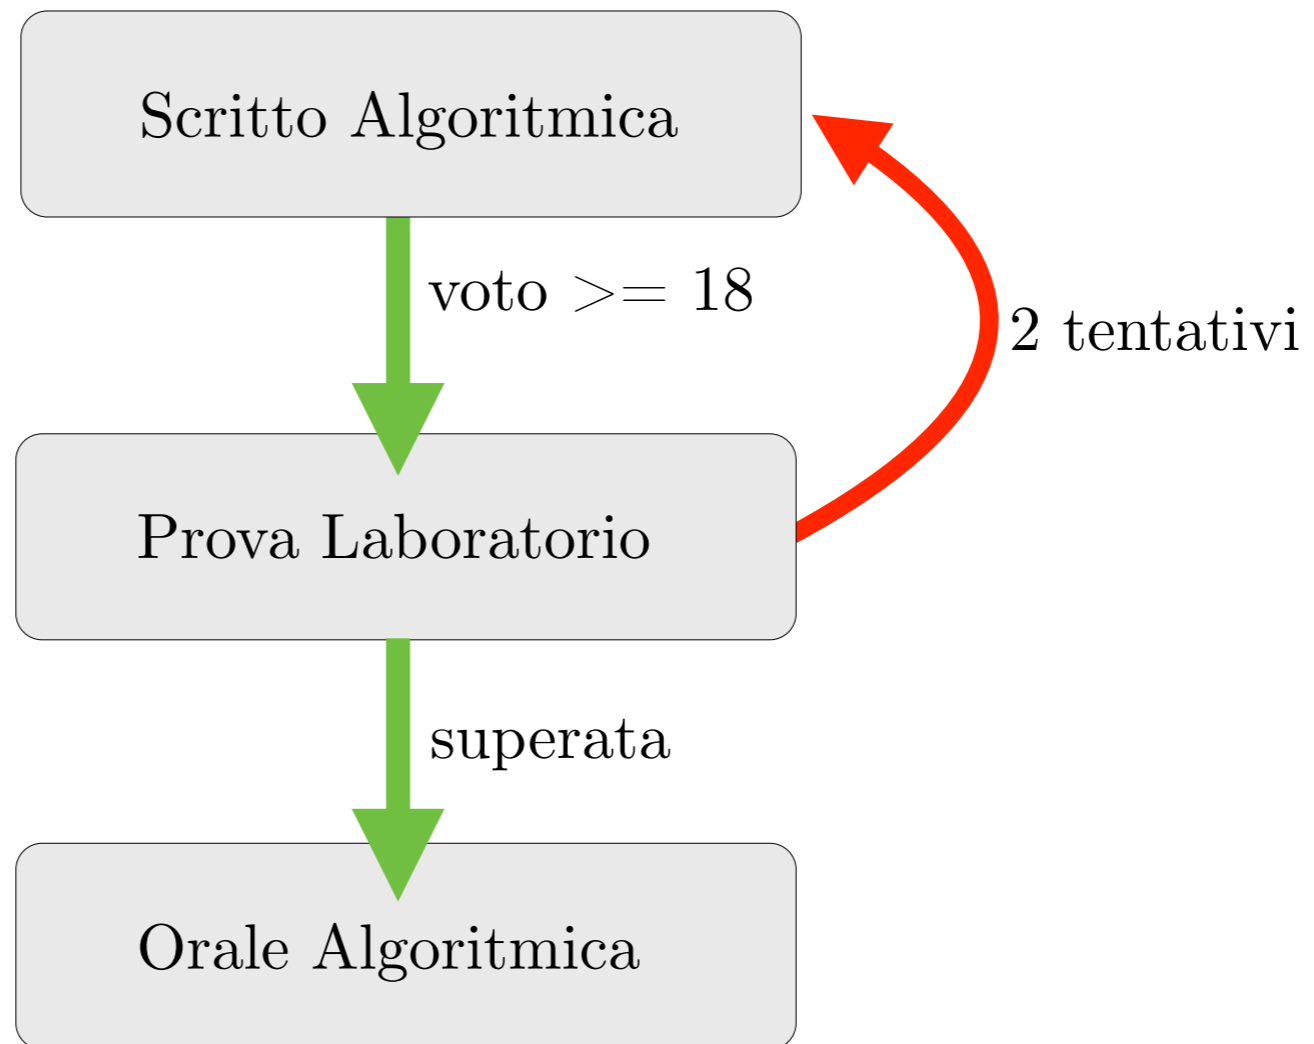 Scritto Algoritmica
voto >= 18
2 tentativi
Prova Laboratorio
superata
Orale Algoritmica